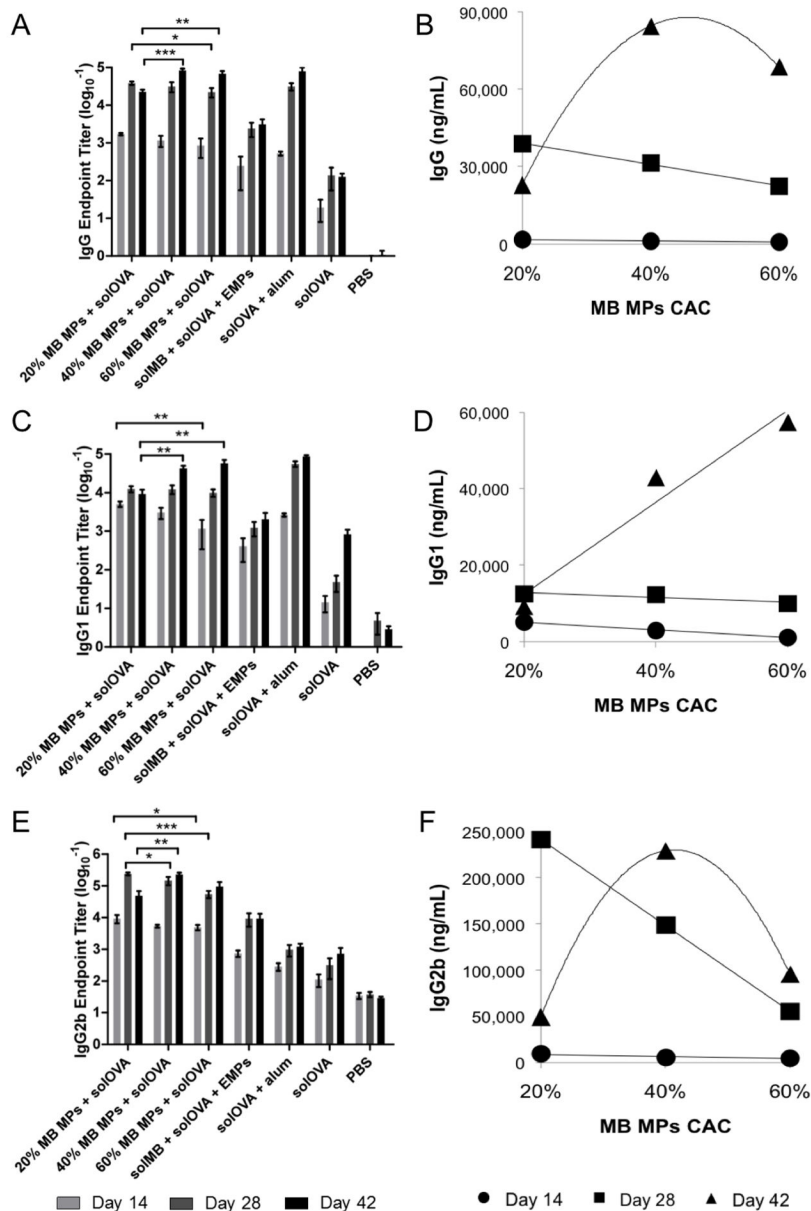 A
IgG Endpoint Titer (log₁₀⁻¹)
5
4
3
2
1
0
**
*
***
20% MB MPs + solOVA
40% MB MPs + solOVA
60% MB MPs + solOVA
solMB + solOVA + EMPs
solOVA + alum
solOVA
PBS
B
IgG (ng/mL)
90,000
60,000
30,000
0
20%
40%
60%
MB MPs CAC
C
IgG1 Endpoint Titer (log₁₀⁻¹)
5
4
3
2
1
0
**
**
**
20% MB MPs + solOVA
40% MB MPs + solOVA
60% MB MPs + solOVA
solMB + solOVA + EMPs
solOVA + alum
solOVA
PBS
D
IgG1 (ng/mL)
60,000
40,000
20,000
0
20%
40%
60%
MB MPs CAC
E
IgG2b Endpoint Titer (log₁₀⁻¹)
6
5
4
3
2
1
0
*
***
**
*
20% MB MPs + solOVA
40% MB MPs + solOVA
60% MB MPs + solOVA
solMB + solOVA + EMPs
solOVA + alum
solOVA
PBS
F
IgG2b (ng/mL)
250,000
200,000
150,000
100,000
50,000
0
20%
40%
60%
MB MPs CAC
Day 14 Day 28 Day 42
Day 14 Day 28 Day 42